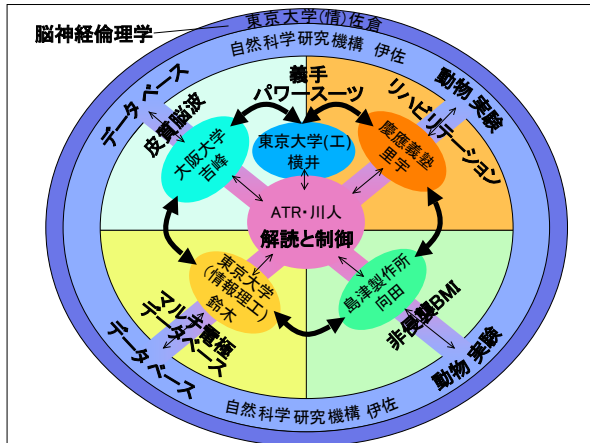 東京大学(情)佐倉
脳神経倫理学
自然科学研究機構 伊佐
データベース
動物実験
義手
パワースーツ
皮質脳波
リハビリテーション
大阪大学
吉峰
東京大学(工)
横井
慶應義塾
里宇
ATR・川人
解読と制御
東京大学
(情報理工)
鈴木
島津製作所
向田
マルチ電極
データベース
非侵襲BMI
データベース
動物実験
自然科学研究機構 伊佐